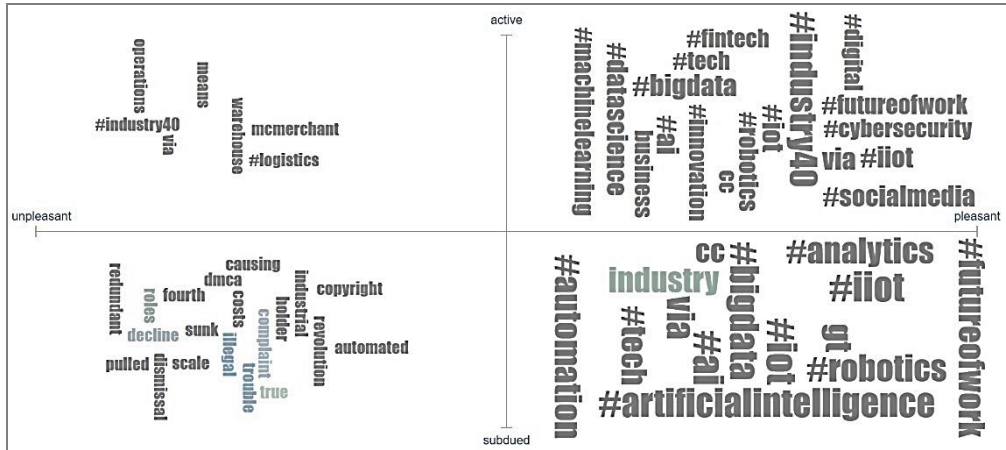 active
operations
means
#industry40
via
warehouse
mcmerchant
#logistics
#machinelearning
#datascience
#fintech
#tech
#bigdata
business
#ai
#innovation
cc
#robotics
#iot
#industry40
#digital
#futureofwork
#cybersecurity
via
#iiot
#socialmedia
unpleasant
pleasant
redundant
roles
fourth
dmca
causing
costs
industrial
copyright
holder
complaint
revolution
decline
sunk
illegal
automated
pulled
dismissal
scale
trouble
true
#automation
industry
cc
#bigdata
#analytics
#iiot
#futureofwork
#tech
via
#ai
#iot
gt
#robotics
#artificialintelligence
subdued